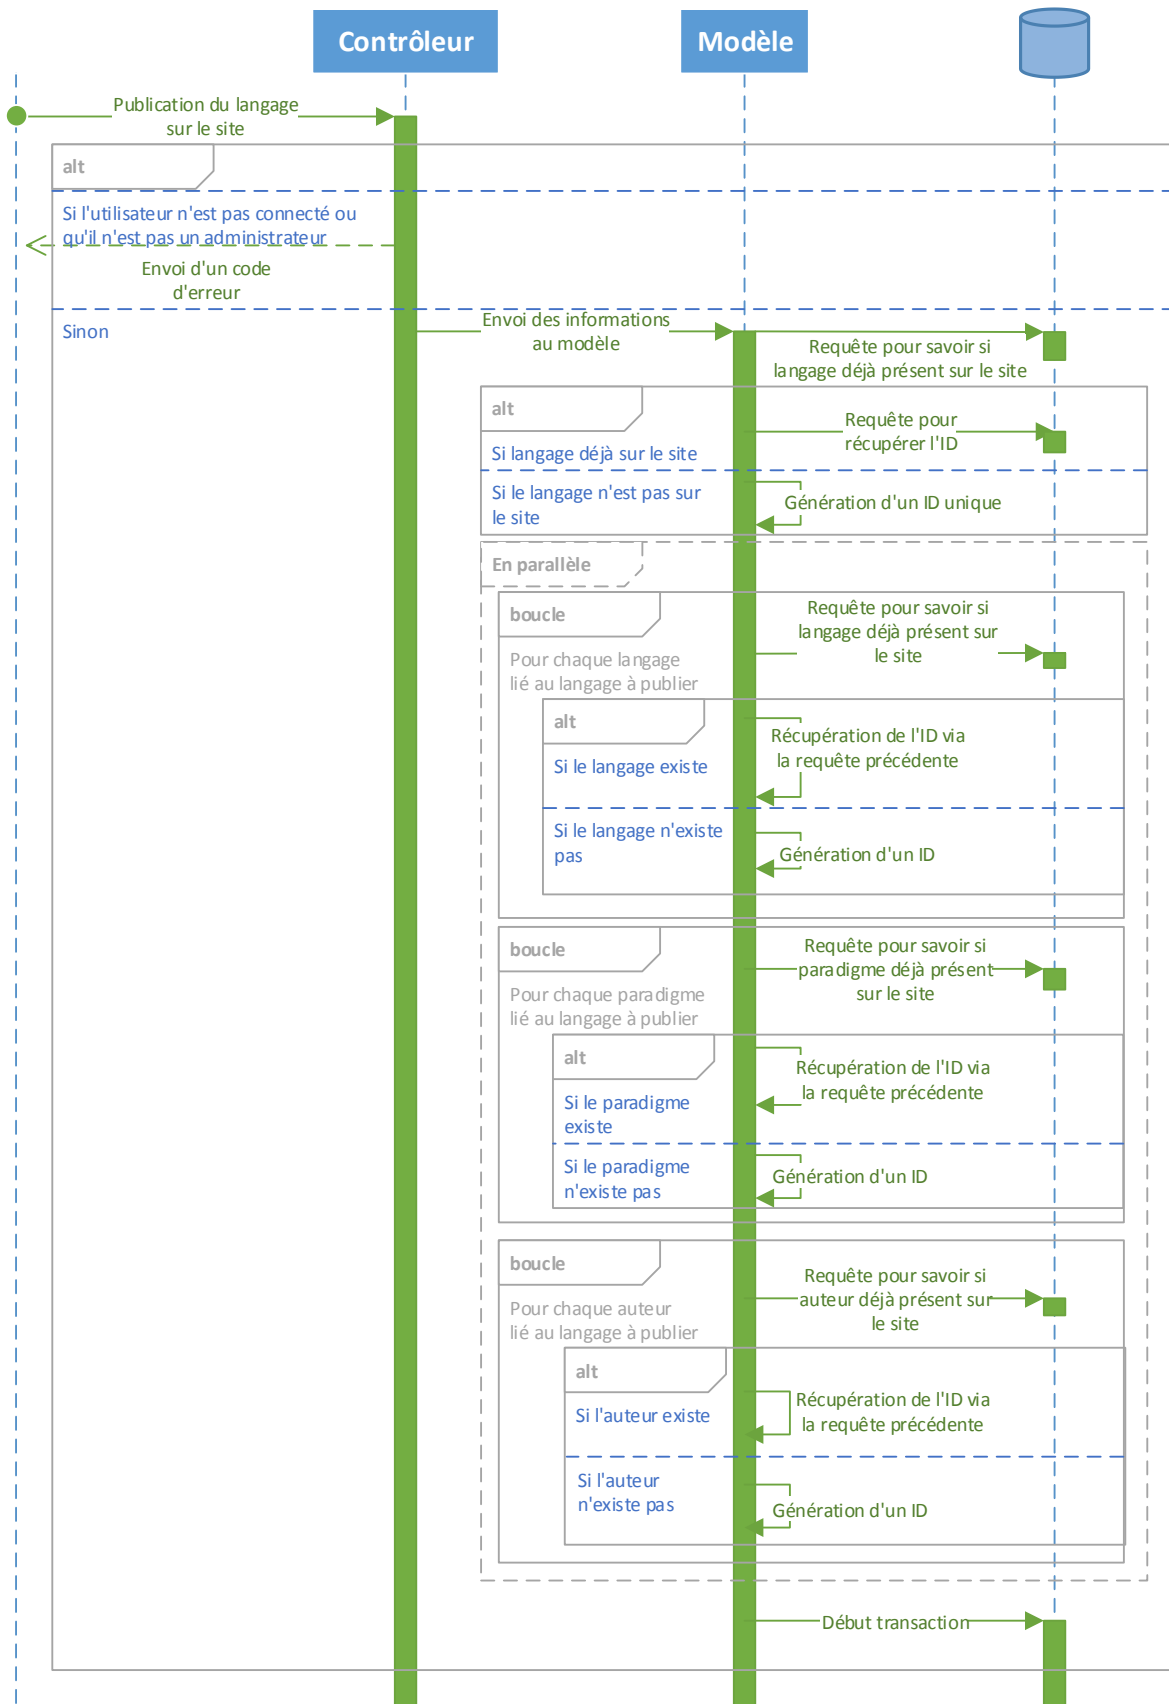 Contrôleur
Modèle
Publication du langage
sur le site
alt
Si l'utilisateur n'est pas connecté ou
qu'il n'est pas un administrateur
Envoi d'un code
d'erreur
Sinon
Envoi des informations
au modèle
Requête pour savoir si
langage déjà présent sur le site
alt
Requête pour
récupérer l'ID
Si langage déjà sur le site
Si le langage n'est pas sur
le site
Génération d'un ID unique
En parallèle
boucle
Requête pour savoir si
langage déjà présent sur
le site
Pour chaque langage
lié au langage à publier
alt
Récupération de l'ID via
la requête précédente
Si le langage existe
Si le langage n'existe
pas
Génération d'un ID
boucle
Requête pour savoir si
paradigme déjà présent
sur le site
Pour chaque paradigme
lié au langage à publier
alt
Récupération de l'ID via
la requête précédente
Si le paradigme
existe
Si le paradigme
n'existe pas
Génération d'un ID
boucle
Requête pour savoir si
auteur déjà présent sur
le site
Pour chaque auteur
lié au langage à publier
alt
Récupération de l'ID via
la requête précédente
Si l'auteur existe
Si l'auteur
n'existe pas
Génération d'un ID
Début transaction